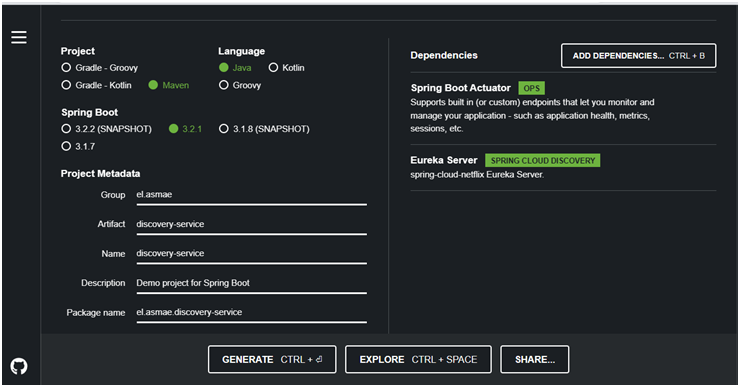 Project
Gradle - Groovy
Gradle - Kotlin
Maven
Language
Java
Kotlin
Groovy
Spring Boot
3.2.2 (SNAPSHOT)
3.2.1
3.1.8 (SNAPSHOT)
3.1.7
Project Metadata
Group el.asmae
Artifact discovery-service
Name discovery-service
Description Demo project for Spring Boot
Package name el.asmae.discovery-service
Dependencies
ADD DEPENDENCIES... CTRL + B
Spring Boot Actuator OPS
Supports built in (or custom) endpoints that let you monitor and
manage your application - such as application health, metrics,
sessions, etc.
Eureka Server SPRING CLOUD DISCOVERY
spring-cloud-netflix Eureka Server.
GENERATE CTRL + ⏎
EXPLORE CTRL + SPACE
SHARE...